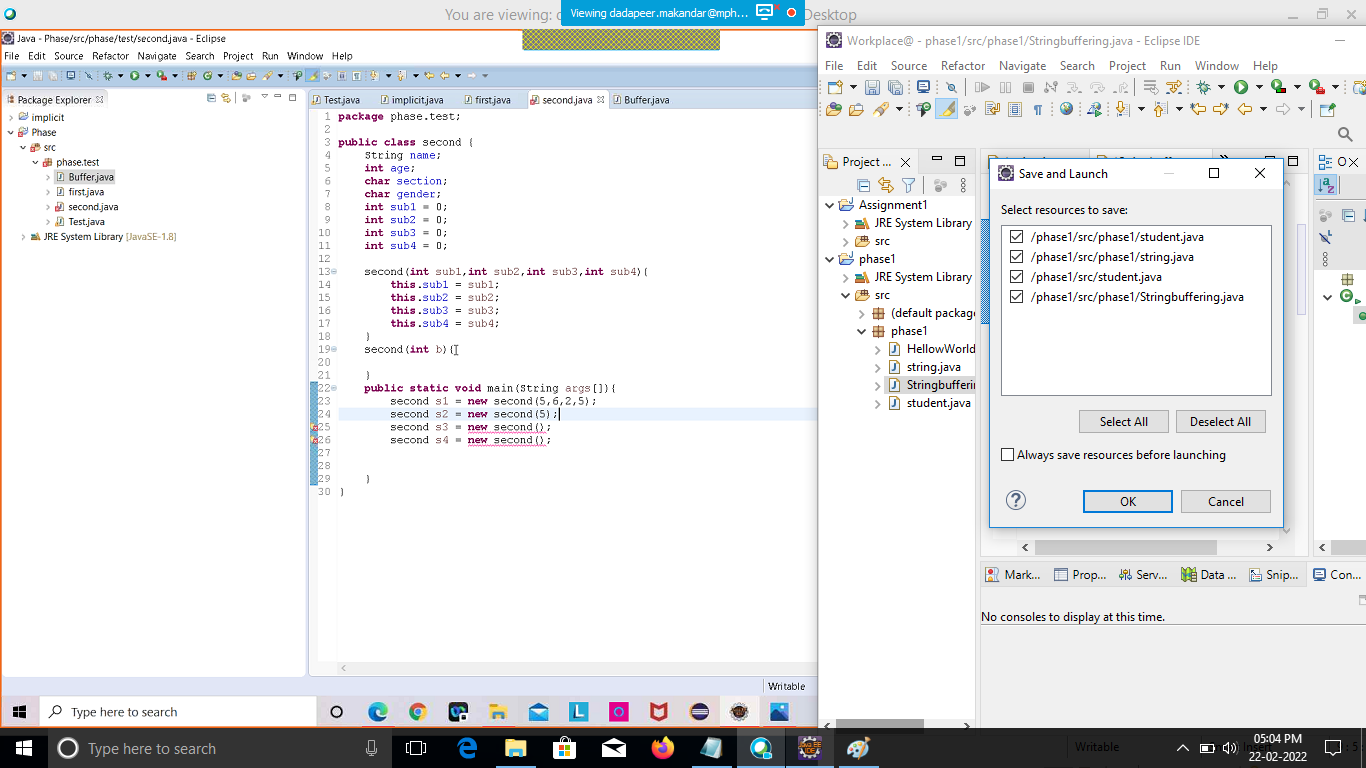 You are viewing: d
Viewing dadapeer.makandar@mph...
Desktop
Java - Phase/src/phase/test/second.java - Eclipse
File Edit Source Refactor Navigate Search Project Run Window Help
Package Explorer
implicit
Phase
src
phase.test
Buffer.java
first.java
second.java
Test.java
JRE System Library [JavaSE-1.8]
Test.java implicit.java first.java second.java Buffer.java
1 package phase.test;
2
3 public class second {
4 String name;
5 int age;
6 char section;
7 char gender;
8 int sub1 = 0;
9 int sub2 = 0;
10 int sub3 = 0;
11 int sub4 = 0;
12
13 second(int sub1,int sub2,int sub3,int sub4){
14 this.sub1 = sub1;
15 this.sub2 = sub2;
16 this.sub3 = sub3;
17 this.sub4 = sub4;
18 }
19 second(int b){
20
21 }
22 public static void main(String args[]){
23 second s1 = new second(5,6,2,5);
24 second s2 = new second(5);
25 second s3 = new second();
26 second s4 = new second();
27
28
29 }
30 }
Writable
Type here to search
Workplace@ - phase1/src/phase1/Stringbuffering.java - Eclipse IDE
File Edit Source Refactor Navigate Search Project Run Window Help
Project ...
Assignment1
JRE System Library
src
phase1
JRE System Library
src
(default package
phase1
HellowWorld
string.java
Stringbufferin
student.java
Save and Launch
Select resources to save:
/phase1/src/phase1/student.java
/phase1/src/phase1/string.java
/phase1/src/student.java
/phase1/src/phase1/Stringbuffering.java
Select All Deselect All
Always save resources before launching
OK Cancel
Mark... Prop... Serv... Data ... Snip... Con...
No consoles to display at this time.
Writable Insert
Type here to search
05:04 PM
22-02-2022